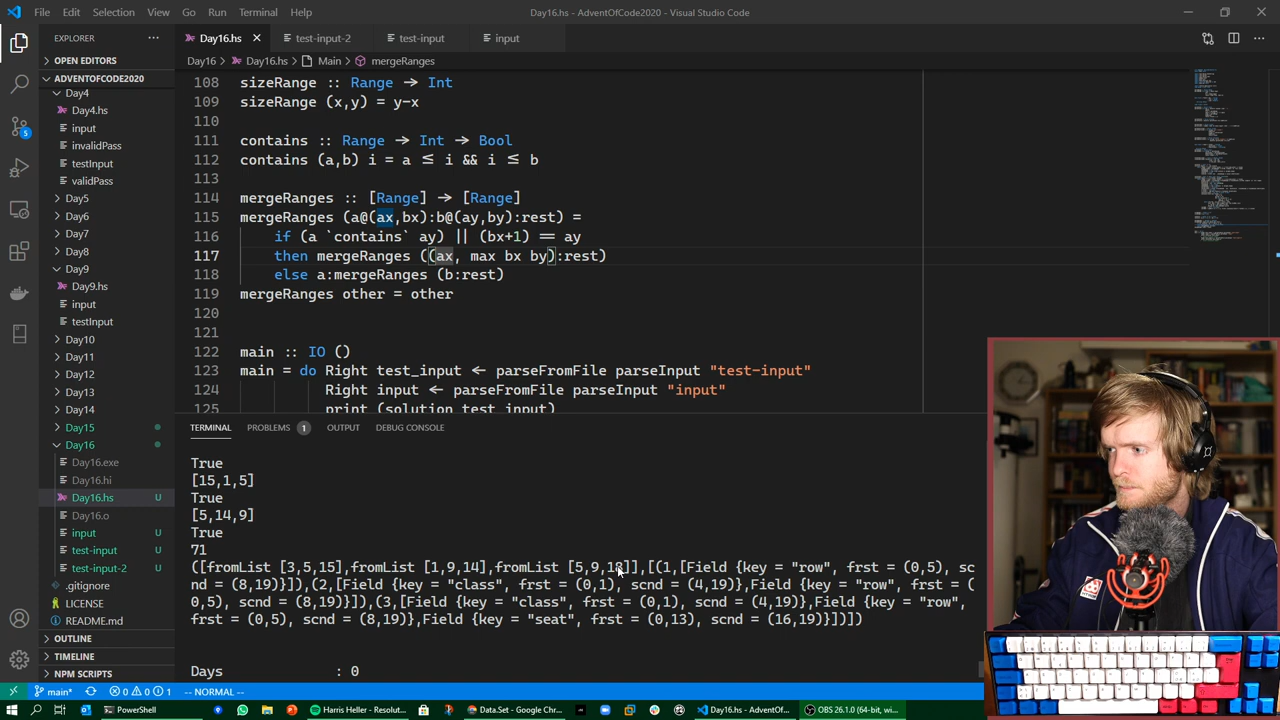 File Edit Selection View Go Run Terminal Help
Day16.hs - AdventOfCode2020 - Visual Studio Code
EXPLORER
Day16.hs
test-input-2
test-input
input
Day16 > Day16.hs > Main > mergeRanges
OPEN EDITORS
ADVENTOFCODE2020
Day4
Day4.hs
input
invalidPass
testInput
validPass
Day5
Day6
Day7
Day8
Day9
Day9.hs
input
testInput
Day10
Day11
Day12
Day13
Day14
Day15
Day16
Day16.exe
Day16.hi
Day16.hs U
Day16.o
input U
test-input U
test-input-2 U
.gitignore
LICENSE
README.md
OUTLINE
TIMELINE
NPM SCRIPTS
108 sizeRange :: Range → Int
109 sizeRange (x,y) = y-x
110
111 contains :: Range → Int → Bool
112 contains (a,b) i = a ≤ i && i ≤ b
113
114 mergeRanges :: [Range] → [Range]
115 mergeRanges (a@(ax,bx):b@(ay,by):rest) =
116 if (a `contains` ay) || (bx+1) == ay
117 then mergeRanges ((ax, max bx by):rest)
118 else a:mergeRanges (b:rest)
119 mergeRanges other = other
120
121
122 main :: IO ()
123 main = do Right test_input ← parseFromFile parseInput "test-input"
124 Right input ← parseFromFile parseInput "input"
125 print (solution test_input)
TERMINAL PROBLEMS 1 OUTPUT DEBUG CONSOLE
True
[15,1,5]
True
[5,14,9]
True
71
([fromList [3,5,15],fromList [1,9,14],fromList [5,9,18]],[(1,[Field {key = "row", frst = (0,5), sc
nd = (8,19)}]),(2,[Field {key = "class", frst = (0,1), scnd = (4,19)},Field {key = "row", frst = (
0,5), scnd = (8,19)}]),(3,[Field {key = "class", frst = (0,1), scnd = (4,19)},Field {key = "row",
frst = (0,5), scnd = (8,19)},Field {key = "seat", frst = (0,13), scnd = (16,19)}])])
Days : 0
5
main* 0 0 1 -- NORMAL --
PowerShell
Harris Heller - Resolut...
Data.Set - Google Chr...
Day16.hs - AdventOf...
OBS 26.1.0 (64-bit, wi...